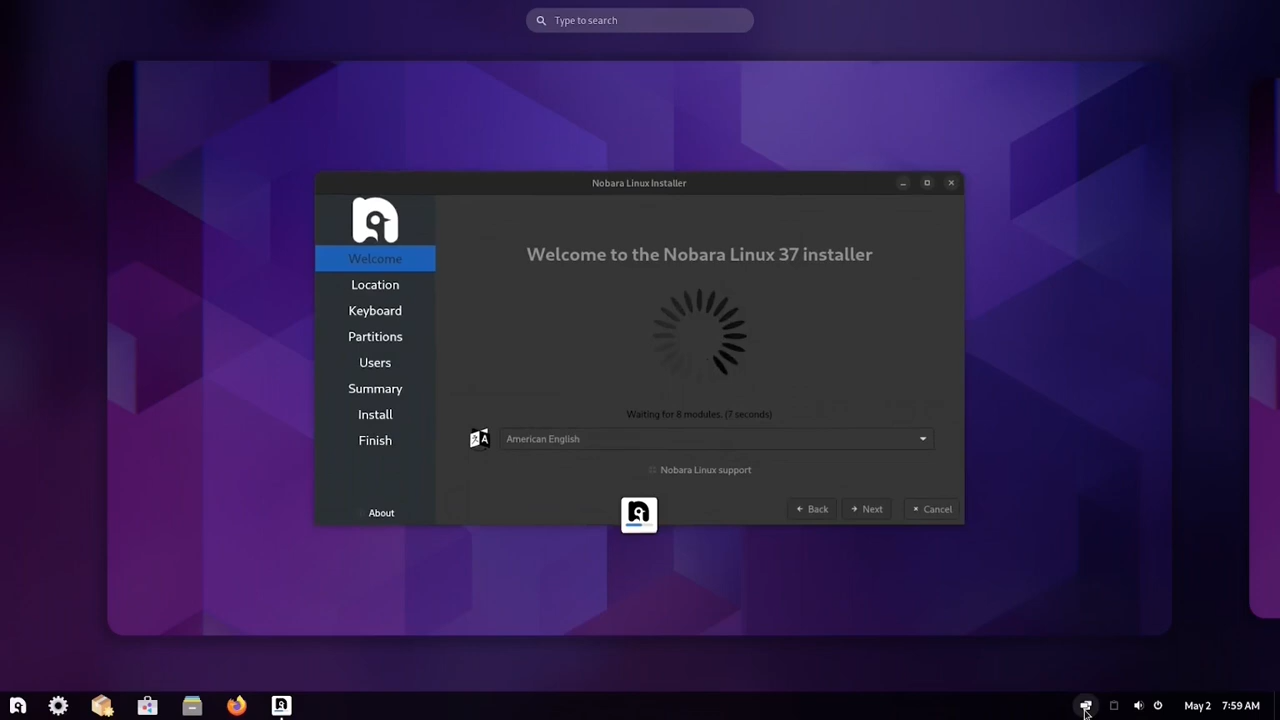 Type to search
Nobara Linux Installer
Welcome to the Nobara Linux 37 installer
Welcome
Location
Keyboard
Partitions
Users
Summary
Install
Finish
About
Waiting for 8 modules. (7 seconds)
American English
Nobara Linux support
Back
Next
Cancel
May 2 7:59 AM